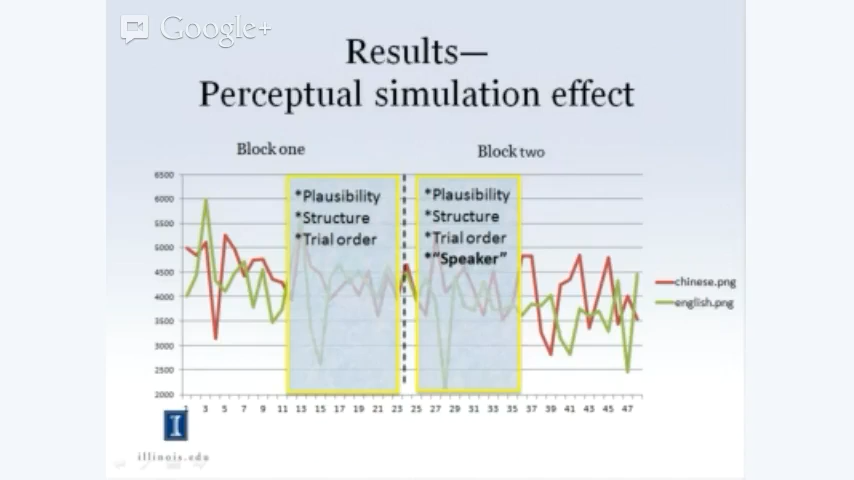 Google+
Results—
Perceptual simulation effect
Block one
Block two
6500
6000
5500
5000
4500
4000
3500
3000
2500
2000
*Plausibility
*Structure
*Trial order
*Plausibility
*Structure
*Trial order
*"Speaker"
chinese.png
english.png
1 3 5 7 9 11 13 15 17 19 21 23 25 27 29 31 33 35 37 39 41 43 45 47
I
illinois.edu